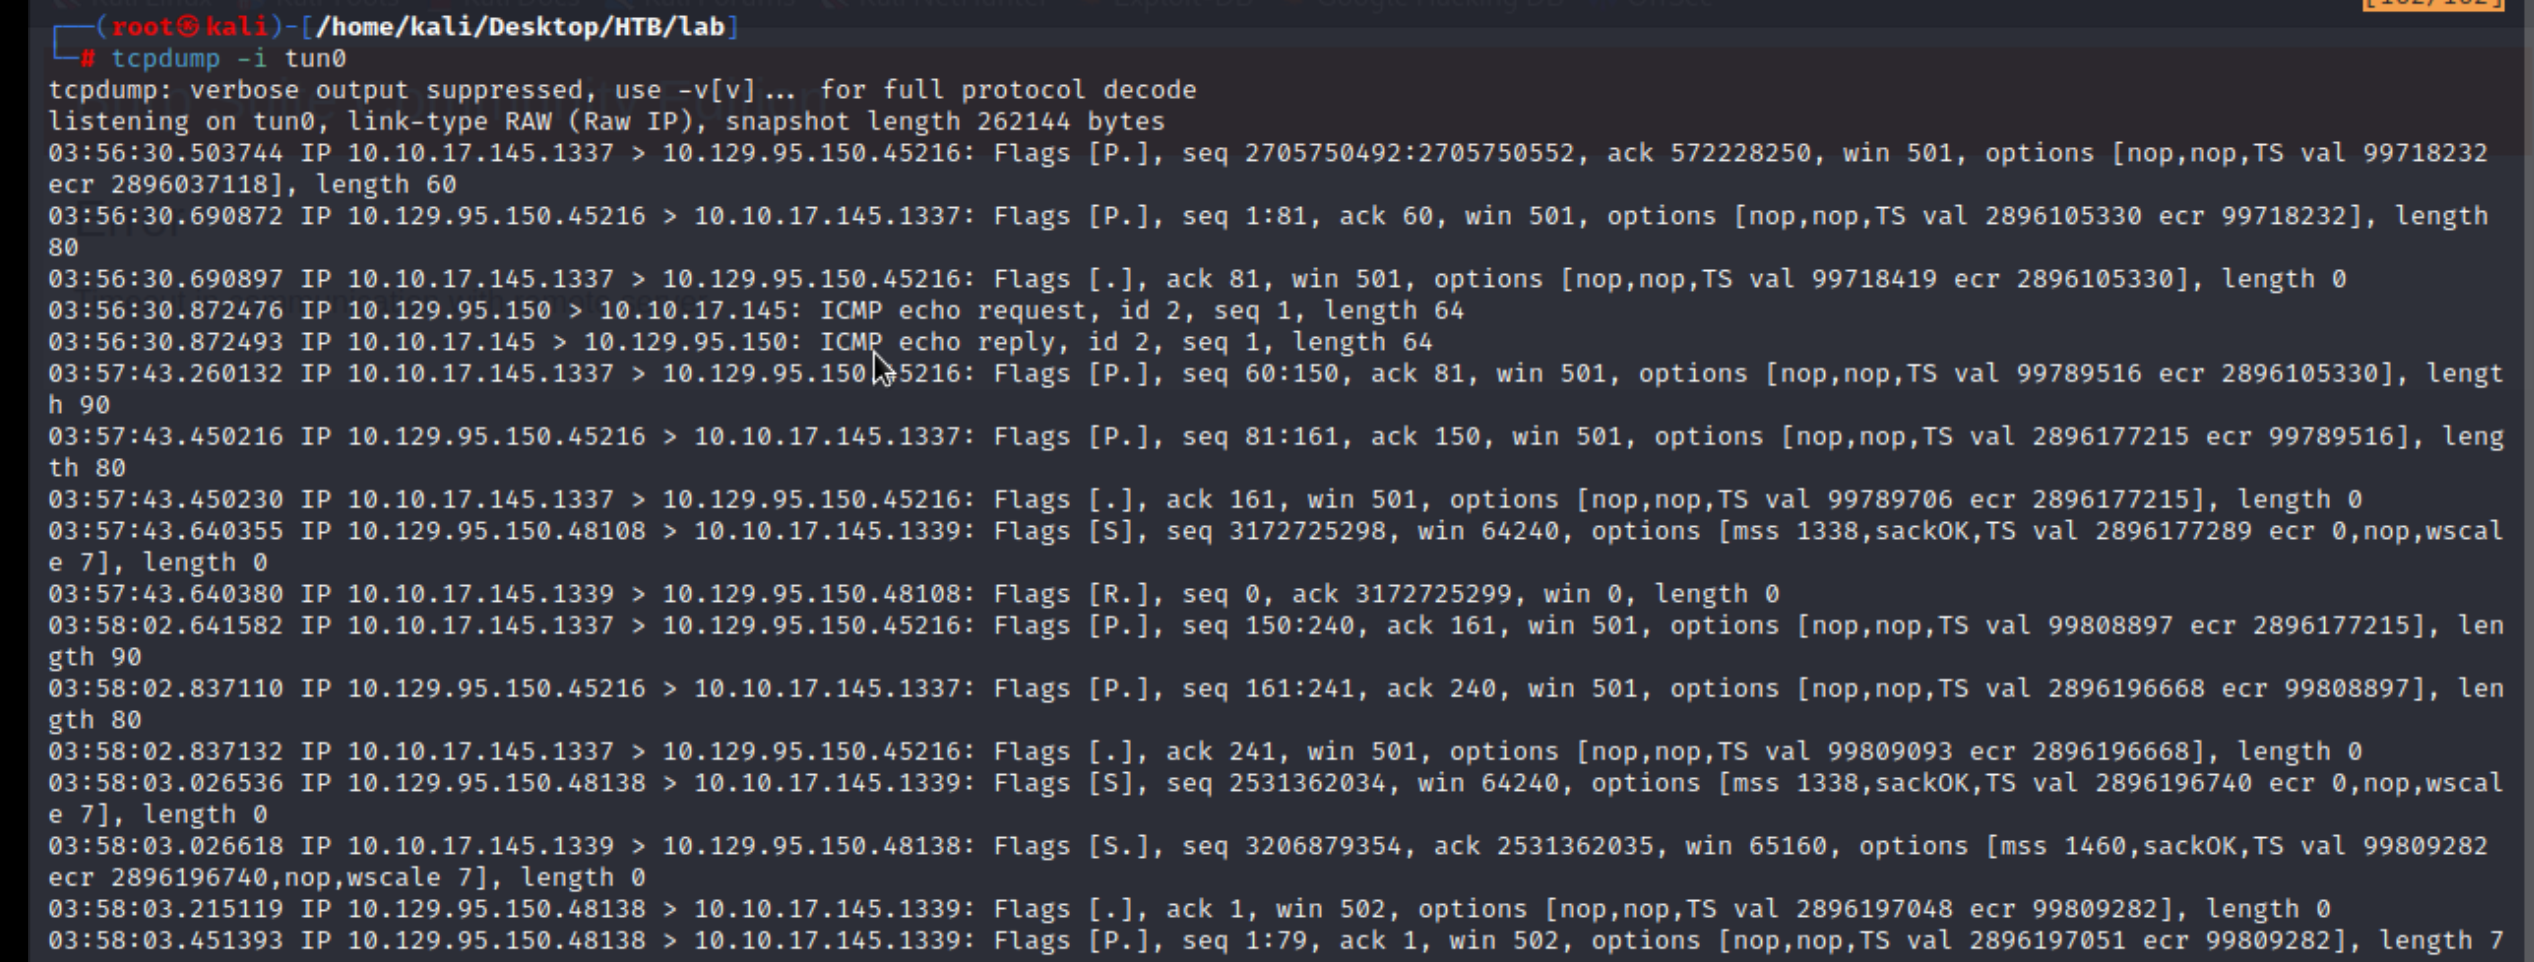 ┌──(root㉿kali)-[/home/kali/Desktop/HTB/lab]
└─# tcpdump -i tun0
tcpdump: verbose output suppressed, use -v[v]... for full protocol decode
listening on tun0, link-type RAW (Raw IP), snapshot length 262144 bytes
03:56:30.503744 IP 10.10.17.145.1337 > 10.129.95.150.45216: Flags [P.], seq 2705750492:2705750552, ack 572228250, win 501, options [nop,nop,TS val 99718232
ecr 2896037118], length 60
03:56:30.690872 IP 10.129.95.150.45216 > 10.10.17.145.1337: Flags [P.], seq 1:81, ack 60, win 501, options [nop,nop,TS val 2896105330 ecr 99718232], length
80
03:56:30.690897 IP 10.10.17.145.1337 > 10.129.95.150.45216: Flags [.], ack 81, win 501, options [nop,nop,TS val 99718419 ecr 2896105330], length 0
03:56:30.872476 IP 10.129.95.150 > 10.10.17.145: ICMP echo request, id 2, seq 1, length 64
03:56:30.872493 IP 10.10.17.145 > 10.129.95.150: ICMP echo reply, id 2, seq 1, length 64
03:57:43.260132 IP 10.10.17.145.1337 > 10.129.95.150.45216: Flags [P.], seq 60:150, ack 81, win 501, options [nop,nop,TS val 99789516 ecr 2896105330], lengt
h 90
03:57:43.450216 IP 10.129.95.150.45216 > 10.10.17.145.1337: Flags [P.], seq 81:161, ack 150, win 501, options [nop,nop,TS val 2896177215 ecr 99789516], leng
th 80
03:57:43.450230 IP 10.10.17.145.1337 > 10.129.95.150.45216: Flags [.], ack 161, win 501, options [nop,nop,TS val 99789706 ecr 2896177215], length 0
03:57:43.640355 IP 10.129.95.150.48108 > 10.10.17.145.1339: Flags [S], seq 3172725298, win 64240, options [mss 1338,sackOK,TS val 2896177289 ecr 0,nop,wscal
e 7], length 0
03:57:43.640380 IP 10.10.17.145.1339 > 10.129.95.150.48108: Flags [R.], seq 0, ack 3172725299, win 0, length 0
03:58:02.641582 IP 10.10.17.145.1337 > 10.129.95.150.45216: Flags [P.], seq 150:240, ack 161, win 501, options [nop,nop,TS val 99808897 ecr 2896177215], len
gth 90
03:58:02.837110 IP 10.129.95.150.45216 > 10.10.17.145.1337: Flags [P.], seq 161:241, ack 240, win 501, options [nop,nop,TS val 2896196668 ecr 99808897], len
gth 80
03:58:02.837132 IP 10.10.17.145.1337 > 10.129.95.150.45216: Flags [.], ack 241, win 501, options [nop,nop,TS val 99809093 ecr 2896196668], length 0
03:58:03.026536 IP 10.129.95.150.48138 > 10.10.17.145.1339: Flags [S], seq 2531362034, win 64240, options [mss 1338,sackOK,TS val 2896196740 ecr 0,nop,wscal
e 7], length 0
03:58:03.026618 IP 10.10.17.145.1339 > 10.129.95.150.48138: Flags [S.], seq 3206879354, ack 2531362035, win 65160, options [mss 1460,sackOK,TS val 99809282
ecr 2896196740,nop,wscale 7], length 0
03:58:03.215119 IP 10.129.95.150.48138 > 10.10.17.145.1339: Flags [.], ack 1, win 502, options [nop,nop,TS val 2896197048 ecr 99809282], length 0
03:58:03.451393 IP 10.129.95.150.48138 > 10.10.17.145.1339: Flags [P.], seq 1:79, ack 1, win 502, options [nop,nop,TS val 2896197051 ecr 99809282], length 7